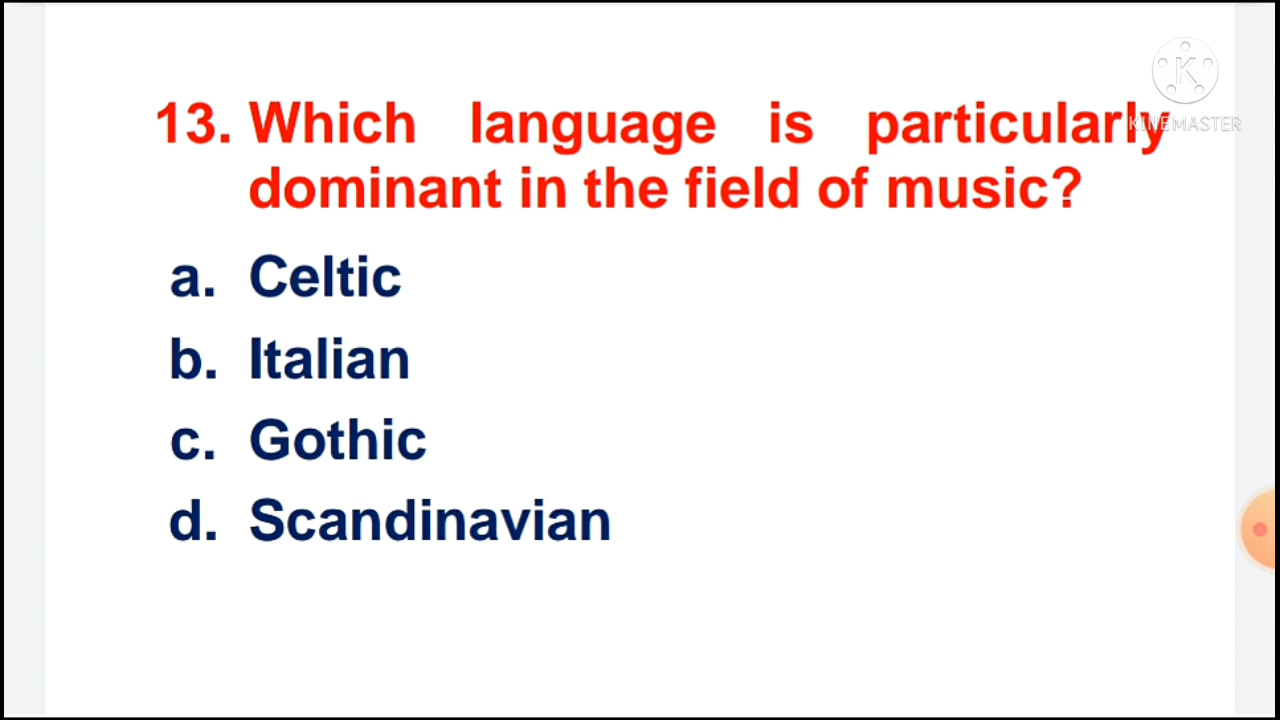 13. Which language is particularly
dominant in the field of music?
a. Celtic
b. Italian
c. Gothic
d. Scandinavian
K
KINEMASTER